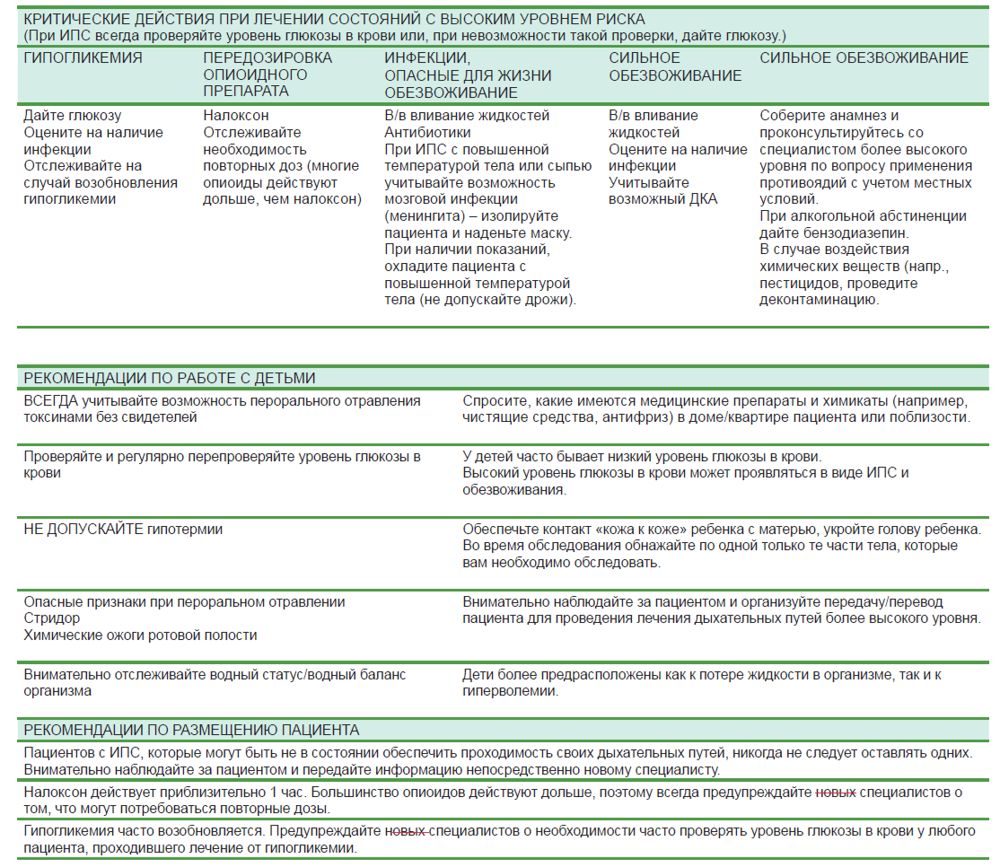 КРИТИЧЕСКИЕ ДЕЙСТВИЯ ПРИ ЛЕЧЕНИИ СОСТОЯНИЙ С ВЫСОКИМ УРОВНЕМ РИСКА
(При ИПС всегда проверяйте уровень глюкозы в крови или, при невозможности такой проверки, дайте глюкозу.)
ГИПОГЛИКЕМИЯ
ПЕРЕДОЗИРОВКА
ОПИОИДНОГО
ПРЕПАРАТА
ИНФЕКЦИИ,
ОПАСНЫЕ ДЛЯ ЖИЗНИ
ОБЕЗВОЖИВАНИЕ
СИЛЬНОЕ
ОБЕЗВОЖИВАНИЕ
СИЛЬНОЕ ОБЕЗВОЖИВАНИЕ
Дайте глюкозу
Оцените на наличие
инфекции
Отслеживайте на
случай возобновления
гипогликемии
Налоксон
Отслеживайте
необходимость
повторных доз (многие
опиоиды действуют
дольше, чем налоксон)
В/в вливание жидкостей
Антибиотики
При ИПС с повышенной
температурой тела или сыпью
учитывайте возможность
мозговой инфекции
(менингита) – изолируйте
пациента и наденьте маску.
При наличии показаний,
охладите пациента с
повышенной температурой
тела (не допускайте дрожи).
В/в вливание
жидкостей
Оцените на наличие
инфекции
Учитывайте
возможный ДКА
Соберите анамнез и
проконсультируйтесь со
специалистом более высокого
уровня по вопросу применения
противоядий с учетом местных
условий.
При алкогольной абстиненции
дайте бензодиазепин.
В случае воздействия
химических веществ (напр.,
пестицидов, проведите
деконтаминацию.
РЕКОМЕНДАЦИИ ПО РАБОТЕ С ДЕТЬМИ
ВСЕГДА учитывайте возможность перорального отравления
токсинами без свидетелей
Спросите, какие имеются медицинские препараты и химикаты (например,
чистящие средства, антифриз) в доме/квартире пациента или поблизости.
Проверяйте и регулярно перепроверяйте уровень глюкозы в
крови
У детей часто бывает низкий уровень глюкозы в крови.
Высокий уровень глюкозы в крови может проявляться в виде ИПС и
обезвоживания.
НЕ ДОПУСКАЙТЕ гипотермии
Обеспечьте контакт «кожа к коже» ребенка с матерью, укройте голову ребенка.
Во время обследования обнажайте по одной только те части тела, которые
вам необходимо обследовать.
Опасные признаки при пероральном отравлении
Стридор
Химические ожоги ротовой полости
Внимательно наблюдайте за пациентом и организуйте передачу/перевод
пациента для проведения лечения дыхательных путей более высокого уровня.
Внимательно отслеживайте водный статус/водный баланс
организма
Дети более предрасположены как к потере жидкости в организме, так и к
гиперволемии.
РЕКОМЕНДАЦИИ ПО РАЗМЕЩЕНИЮ ПАЦИЕНТА
Пациентов с ИПС, которые могут быть не в состоянии обеспечить проходимость своих дыхательных путей, никогда не следует оставлять одних.
Внимательно наблюдайте за пациентом и передайте информацию непосредственно новому специалисту.
Налоксон действует приблизительно 1 час. Большинство опиоидов действуют дольше, поэтому всегда предупреждайте новых специалистов о
том, что могут потребоваться повторные дозы.
Гипогликемия часто возобновляется. Предупреждайте новых специалистов о необходимости часто проверять уровень глюкозы в крови у любого
пациента, проходившего лечение от гипогликемии.